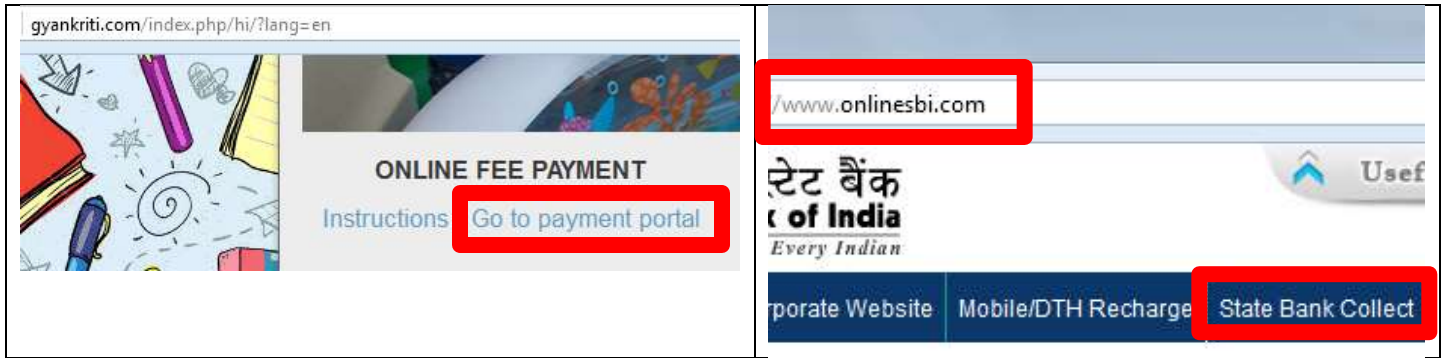 gyankriti.com/index.php/hi/?lang=en
ONLINE FEE PAYMENT
Instructions Go to payment portal
/www.onlinesbi.com
स्टेट बैंक
of India
Every Indian
Usef
rporate Website Mobile/DTH Recharge State Bank Collect